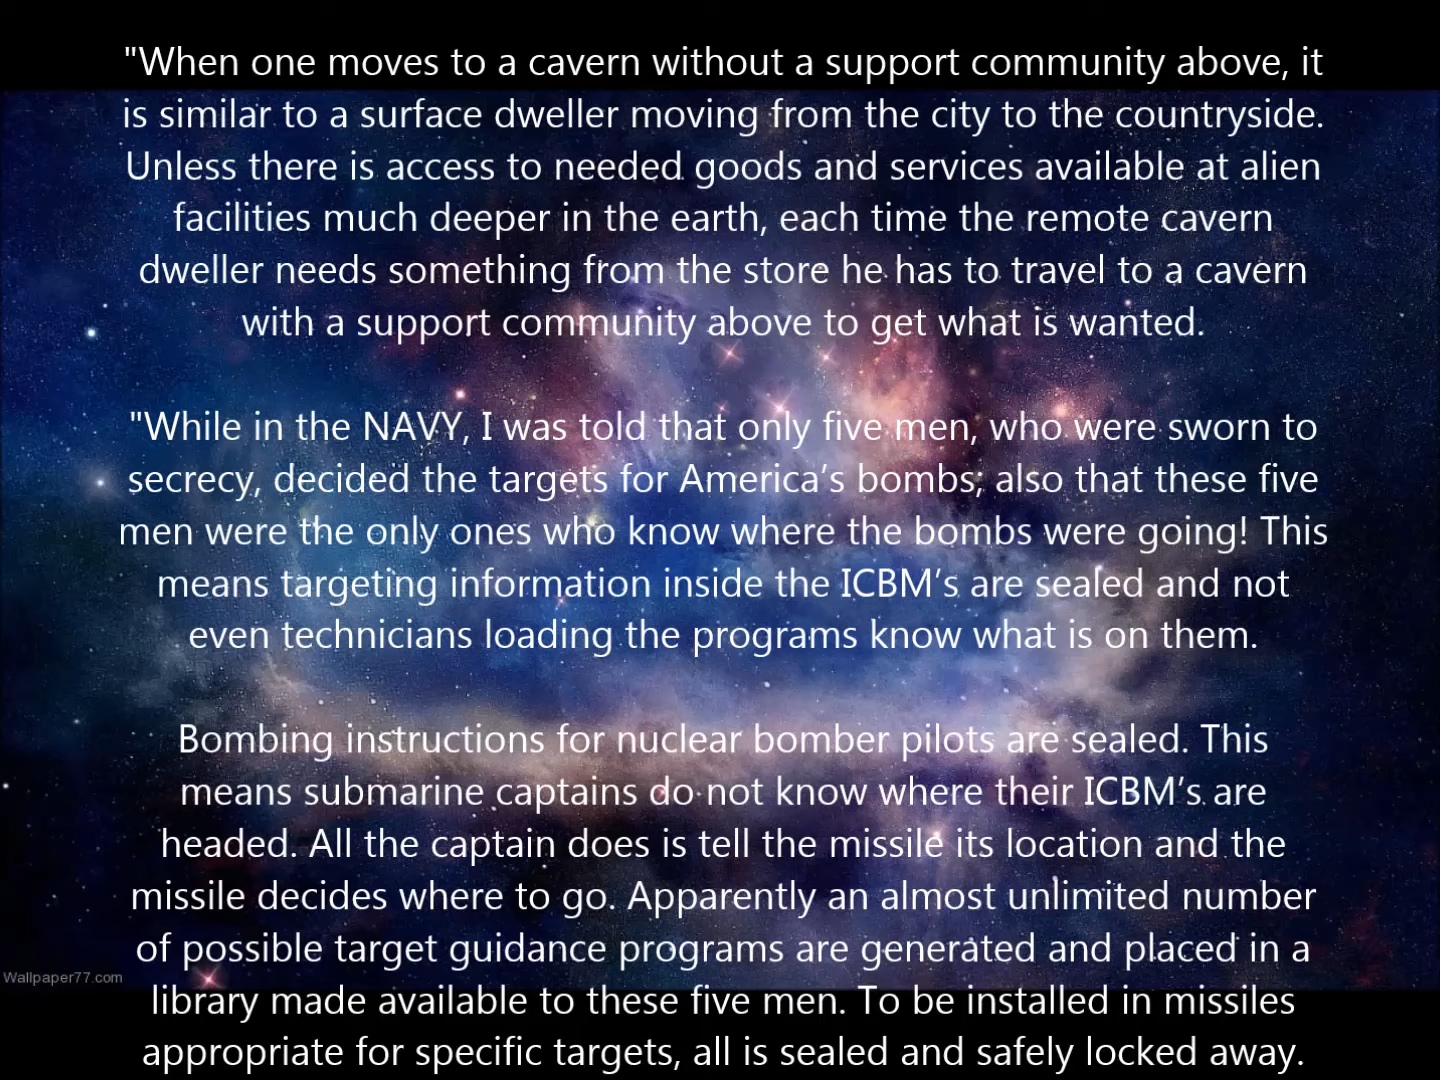 "When one moves to a cavern without a support community above, it
is similar to a surface dweller moving from the city to the countryside.
Unless there is access to needed goods and services available at alien
facilities much deeper in the earth, each time the remote cavern
dweller needs something from the store he has to travel to a cavern
with a support community above to get what is wanted.
"While in the NAVY, I was told that only five men, who were sworn to
secrecy, decided the targets for America’s bombs; also that these five
men were the only ones who know where the bombs were going! This
means targeting information inside the ICBM’s are sealed and not
even technicians loading the programs know what is on them.
Bombing instructions for nuclear bomber pilots are sealed. This
means submarine captains do not know where their ICBM’s are
headed. All the captain does is tell the missile its location and the
missile decides where to go. Apparently an almost unlimited number
of possible target guidance programs are generated and placed in a
Wallpaper77.com
library made available to these five men. To be installed in missiles
appropriate for specific targets, all is sealed and safely locked away.